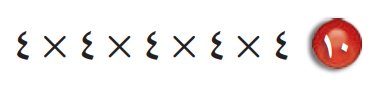 ١٠ ٤ × ٤ × ٤ × ٤ × ٤